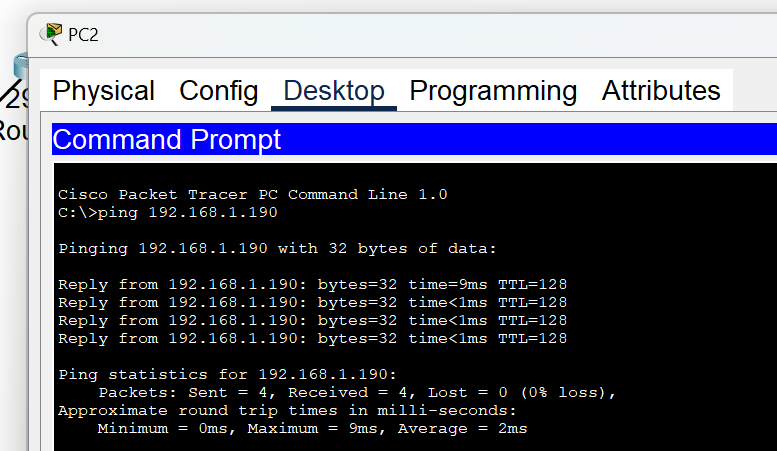 PC2
Physical Config Desktop Programming Attributes
Command Prompt
Cisco Packet Tracer PC Command Line 1.0
C:\>ping 192.168.1.190
Pinging 192.168.1.190 with 32 bytes of data:
Reply from 192.168.1.190: bytes=32 time=9ms TTL=128
Reply from 192.168.1.190: bytes=32 time<1ms TTL=128
Reply from 192.168.1.190: bytes=32 time<1ms TTL=128
Reply from 192.168.1.190: bytes=32 time<1ms TTL=128
Ping statistics for 192.168.1.190:
Packets: Sent = 4, Received = 4, Lost = 0 (0% loss),
Approximate round trip times in milli-seconds:
Minimum = 0ms, Maximum = 9ms, Average = 2ms